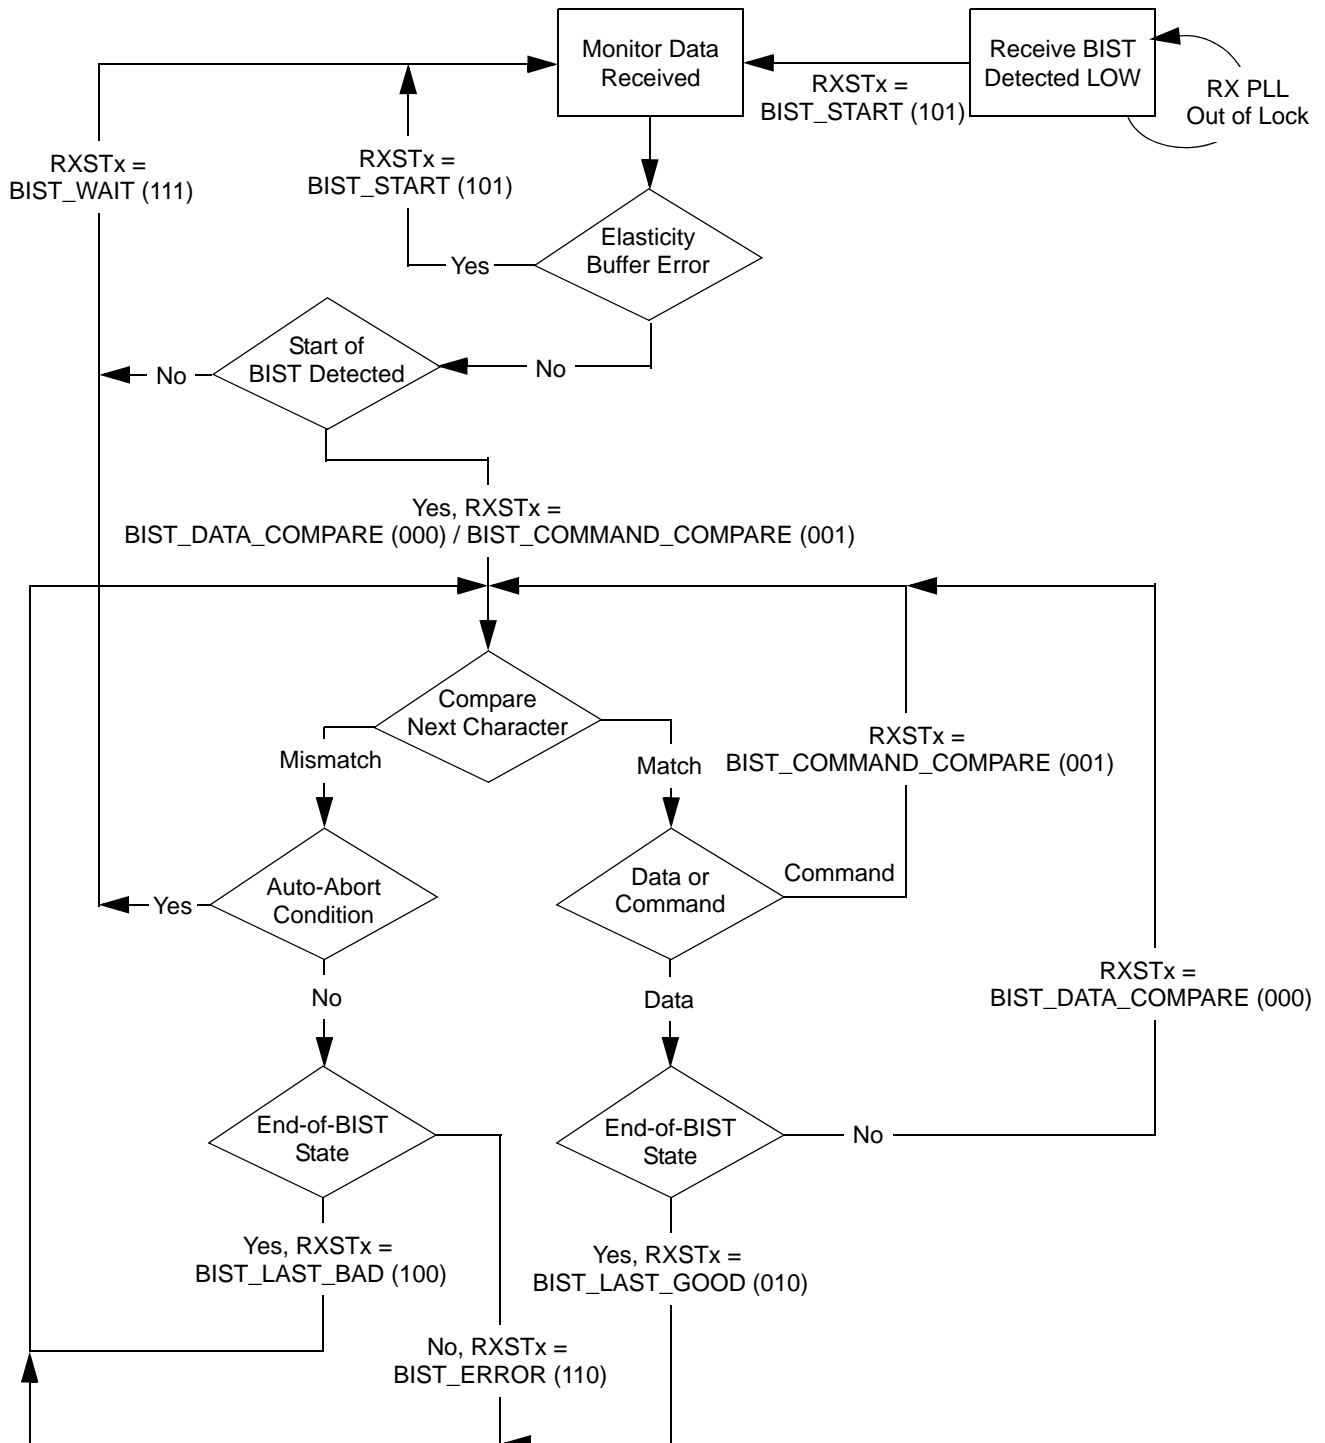 Monitor Data
Received
Receive BIST
Detected LOW
RX PLL
Out of Lock
RXSTx =
BIST_START (101)
RXSTx =
BIST_WAIT (111)
RXSTx =
BIST_START (101)
Elasticity
Buffer Error
Yes
Start of
BIST Detected
No
No
Yes, RXSTx =
BIST_DATA_COMPARE (000) / BIST_COMMAND_COMPARE (001)
Compare
Next Character
Mismatch
Match
RXSTx =
BIST_COMMAND_COMPARE (001)
Auto-Abort
Condition
Yes
Data or
Command
Command
No
Data
RXSTx =
BIST_DATA_COMPARE (000)
End-of-BIST
State
End-of-BIST
State
No
Yes, RXSTx =
BIST_LAST_BAD (100)
Yes, RXSTx =
BIST_LAST_GOOD (010)
No, RXSTx =
BIST_ERROR (110)